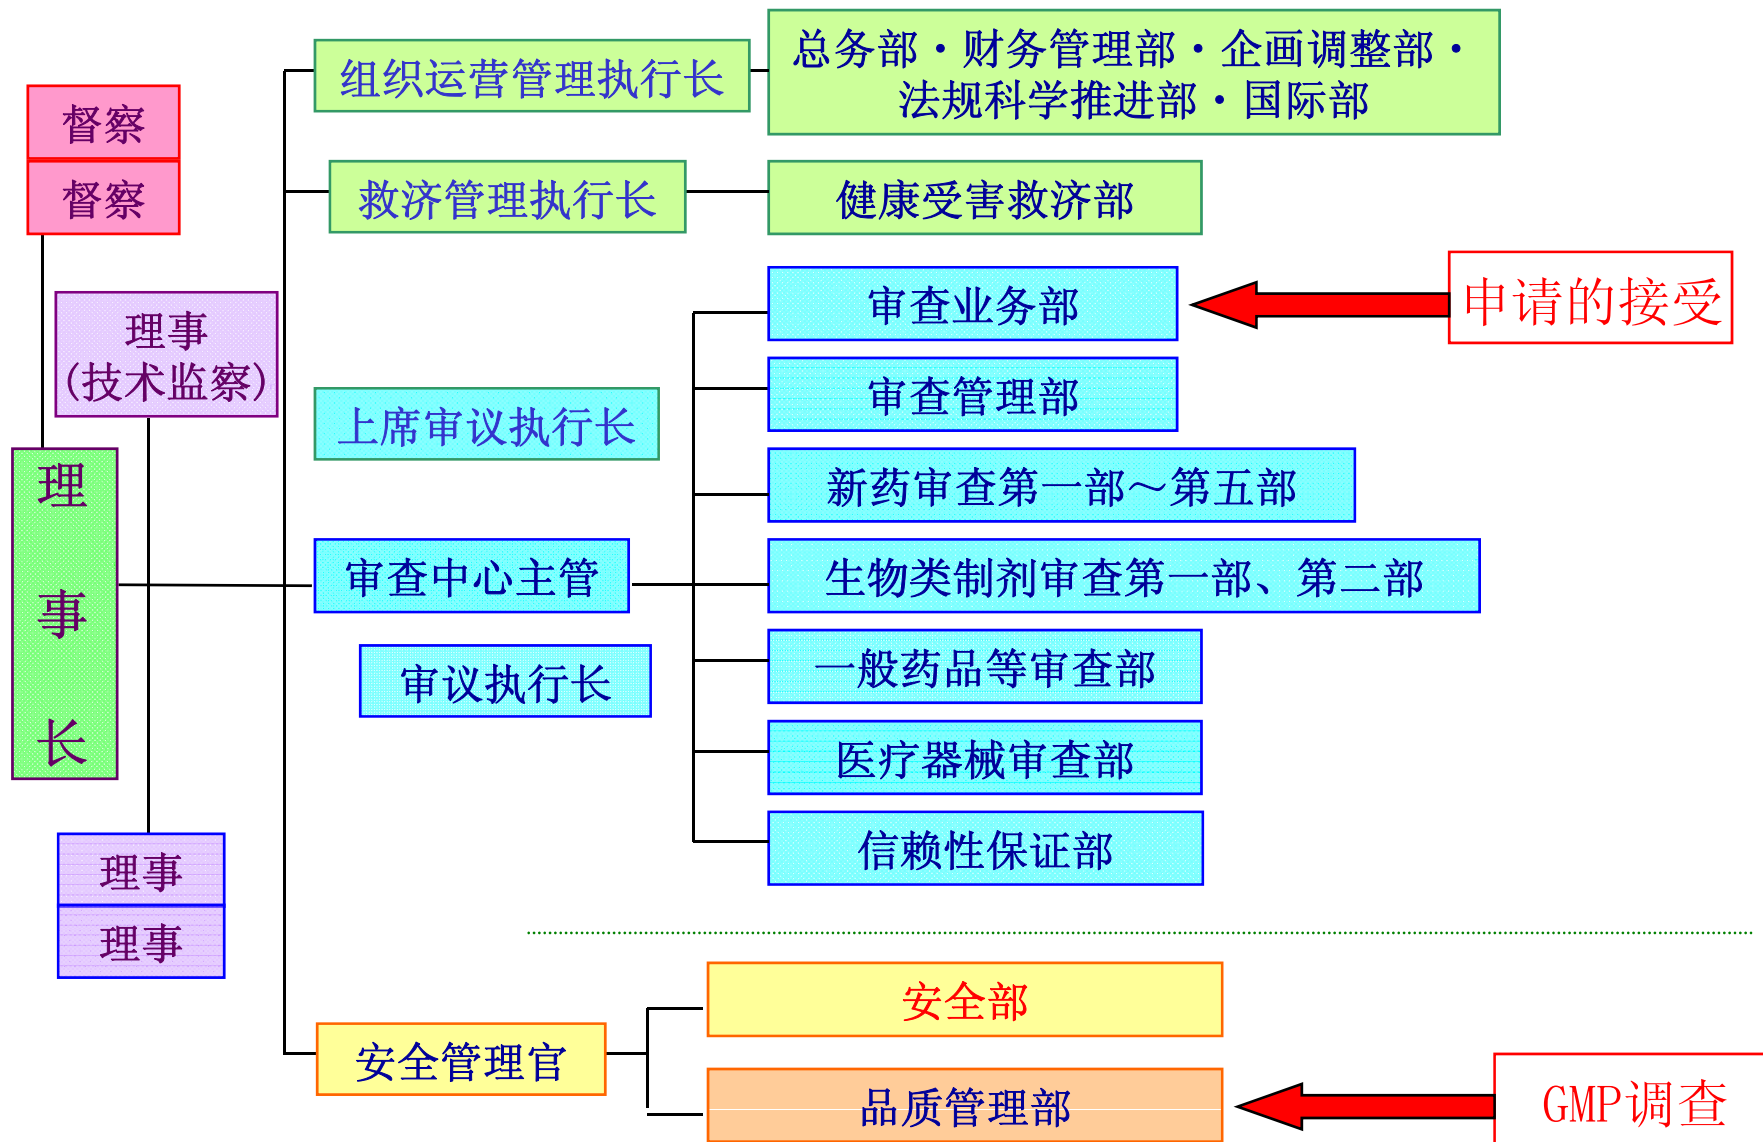 总务部・财务管理部・企画调整部・
法规科学推进部・国际部
组织运营管理执行长
督察
督察
救济管理执行长
健康受害救济部
理事
(技术监察)
审查业务部
申请的接受
审查管理部
上席审议执行长
新药审查第一部～第五部
理
事
长
审查中心主管
生物类制剂审查第一部、第二部
审议执行长
一般药品等审查部
医疗器械审查部
信赖性保证部
理事
理事
安全部
安全管理官
品质管理部
GMP调查